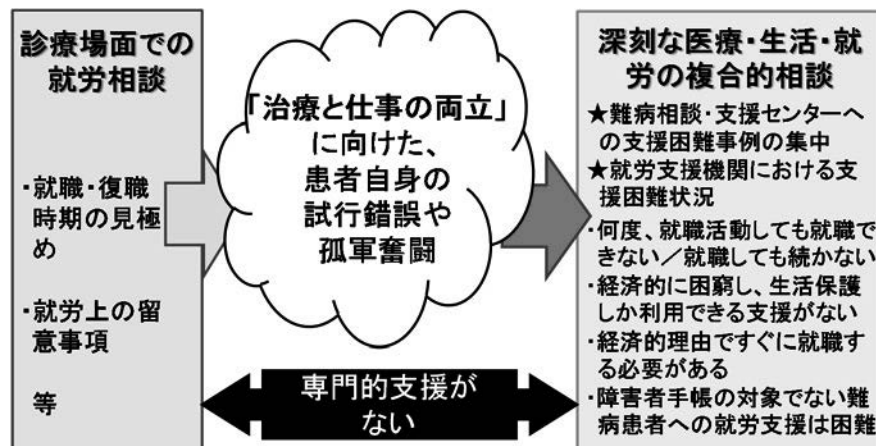 診療場面での
就労相談
・就職・復職
時期の見極
め
・就労上の留
意事項
等
「治療と仕事の両立」
に向けた、
患者自身の
試行錯誤や
孤軍奮闘
専門的支援が
ない
深刻な医療・生活・就
労の複合的相談
★難病相談・支援センターへ
の支援困難事例の集中
★就労支援機関における支
援困難状況
・何度、就職活動しても就職で
きない／就職しても続かない
・経済的に困窮し、生活保護
しか利用できる支援がない
・経済的理由ですぐに就職す
る必要がある
・障害者手帳の対象でない難
病患者への就労支援は困難